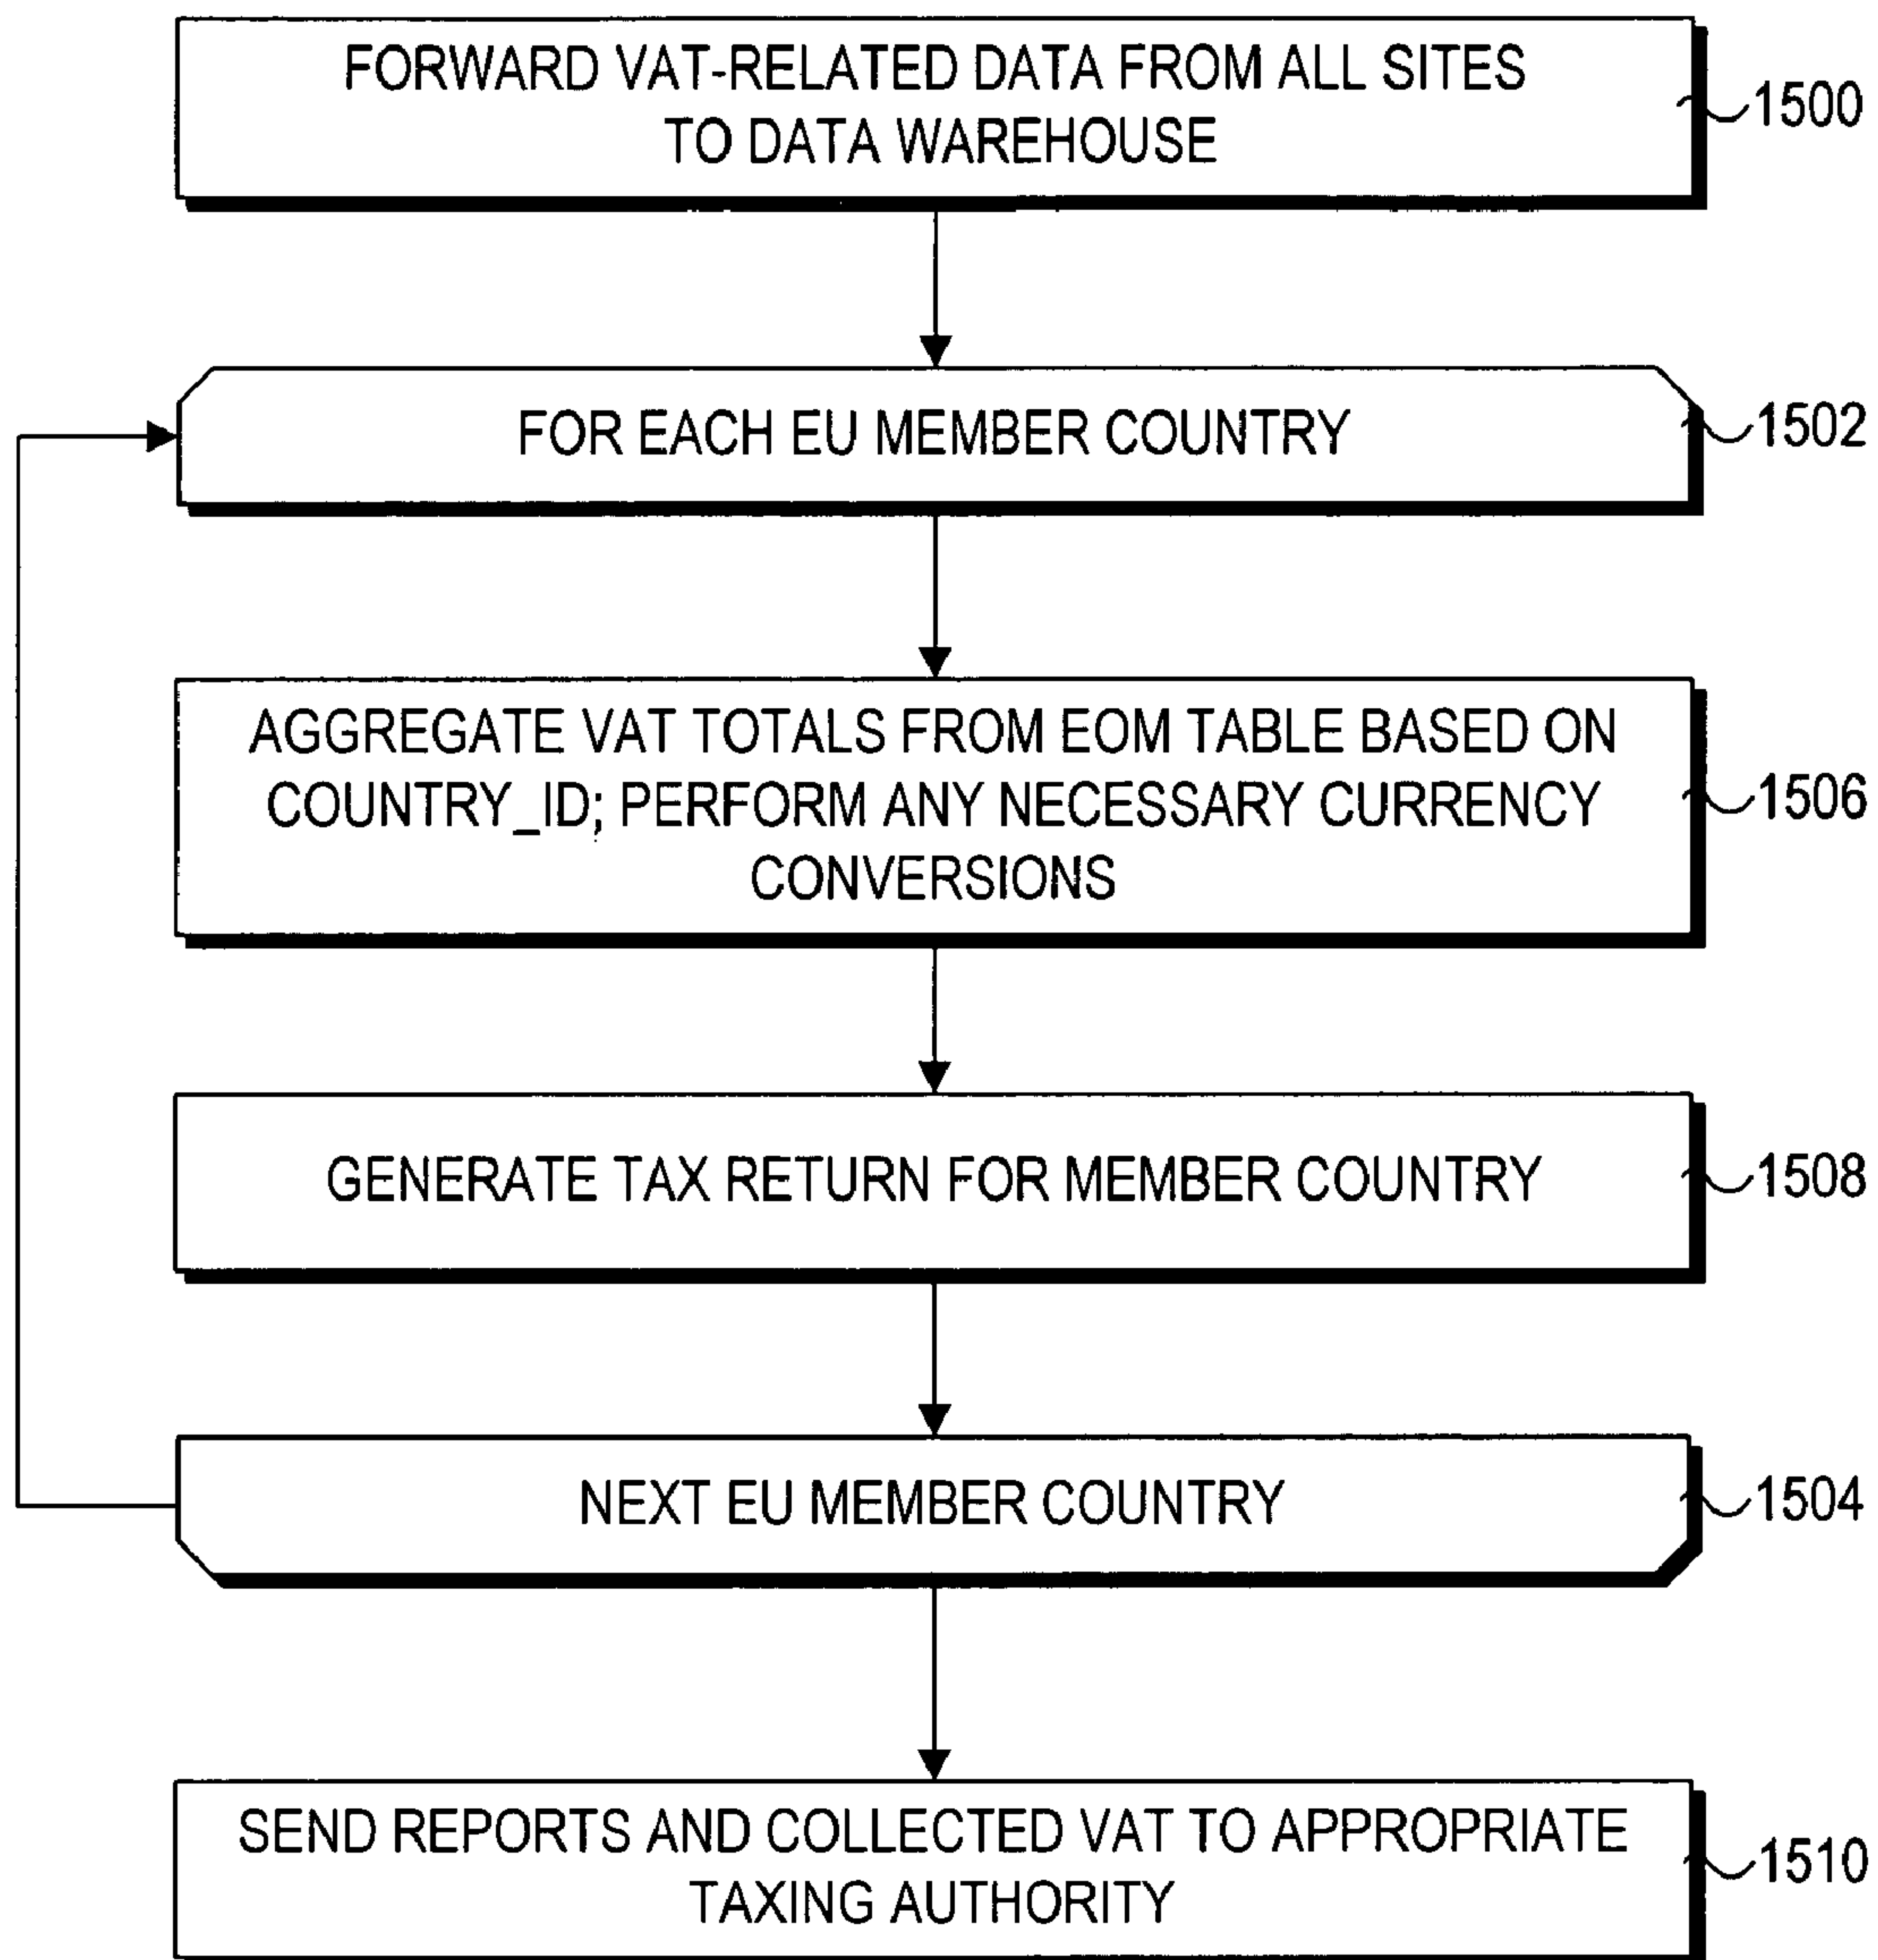 FORWARD VAT-RELATED DATA FROM ALL SITES
TO DATA WAREHOUSE
1500
FOR EACH EU MEMBER COUNTRY
1502
AGGREGATE VAT TOTALS FROM EOM TABLE BASED ON
COUNTRY_ID; PERFORM ANY NECESSARY CURRENCY
CONVERSIONS
1506
GENERATE TAX RETURN FOR MEMBER COUNTRY
1508
NEXT EU MEMBER COUNTRY
1504
SEND REPORTS AND COLLECTED VAT TO APPROPRIATE
TAXING AUTHORITY
1510